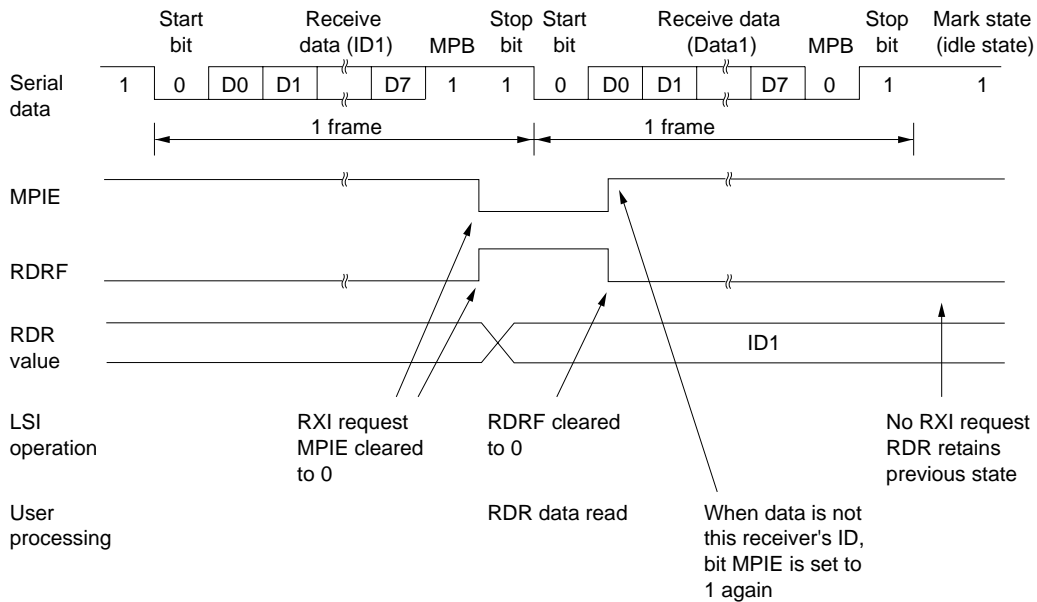 Start bit
Receive data (ID1)
MPB
Stop bit
Start bit
Receive data (Data1)
MPB
Stop bit
Mark state (idle state)
Serial data
1 0 D0 D1 D7 1 1 0 D0 D1 D7 0 1 1
1 frame
1 frame
MPIE
RDRF
RDR value
ID1
LSI operation
RXI request
MPIE cleared
to 0
RDRF cleared
to 0
No RXI request
RDR retains
previous state
User processing
RDR data read
When data is not
this receiver's ID,
bit MPIE is set to
1 again